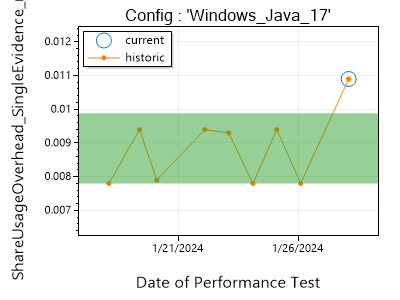 Config : 'Windows_Java_17'
ShareUsageOverhead_SingleEvidence_
current
historic
0.012
0.011
0.01
0.009
0.008
0.007
1/21/2024
1/26/2024
Date of Performance Test